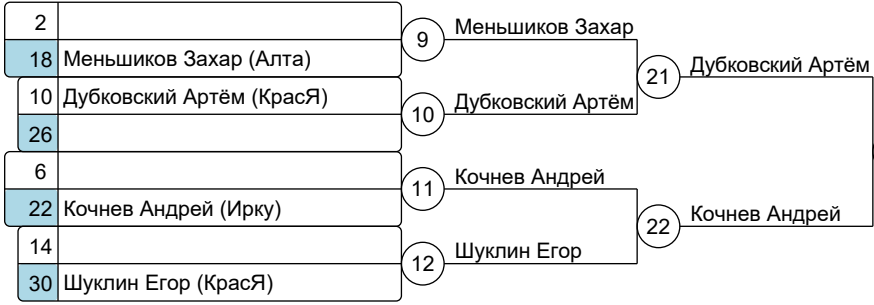 2
9
Меньшиков Захар
18 Меньшиков Захар (Алта)
21
Дубковский Артём
10 Дубковский Артём (КрасЯ)
10
Дубковский Артём
26
6
11
Кочнев Андрей
22 Кочнев Андрей (Ирку)
22
Кочнев Андрей
14
12
Шуклин Егор
30 Шуклин Егор (КрасЯ)